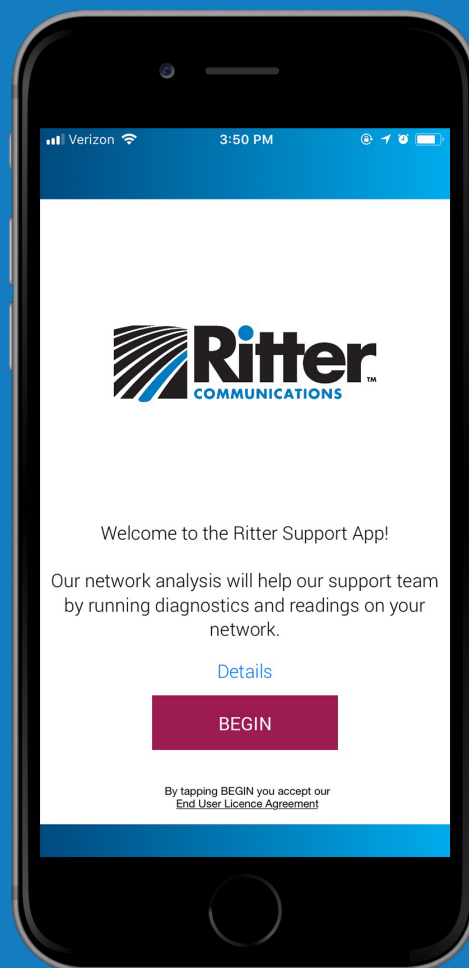 Verizon 3:50 PM
Ritter™
COMMUNICATIONS
Welcome to the Ritter Support App!
Our network analysis will help our support team
by running diagnostics and readings on your
network.
Details
BEGIN
By tapping BEGIN you accept our
End User Licence Agreement